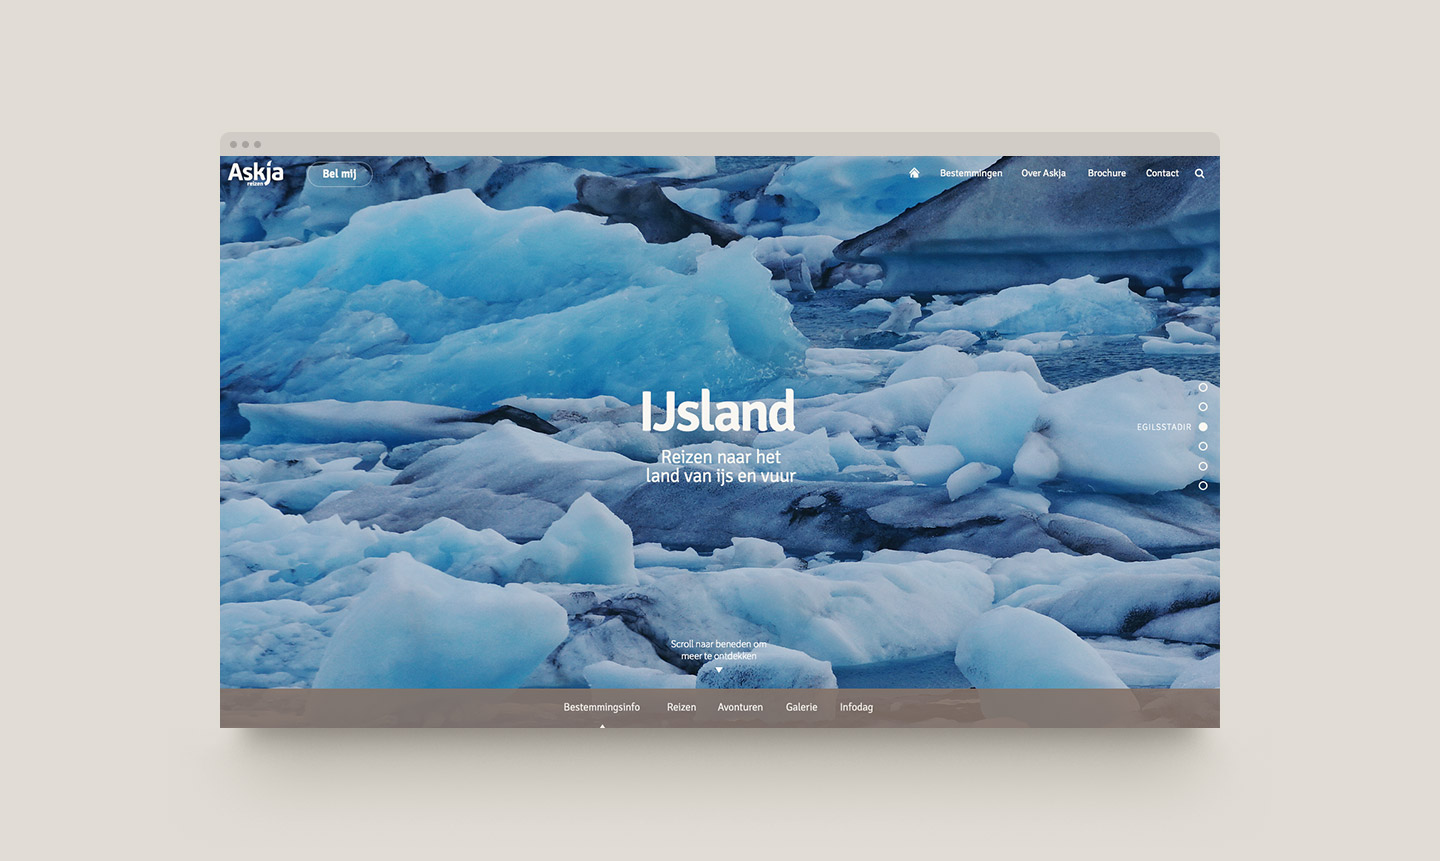 Askja
reizen
Bel mij
Bestemmingen
Over Askja
Brochure
Contact
IJsland
Reizen naar het
land van ijs en vuur
EGILSSTADIR
Scroll naar beneden om
meer te ontdekken
Bestemmingsinfo
Reizen
Avonturen
Galerie
Infodag